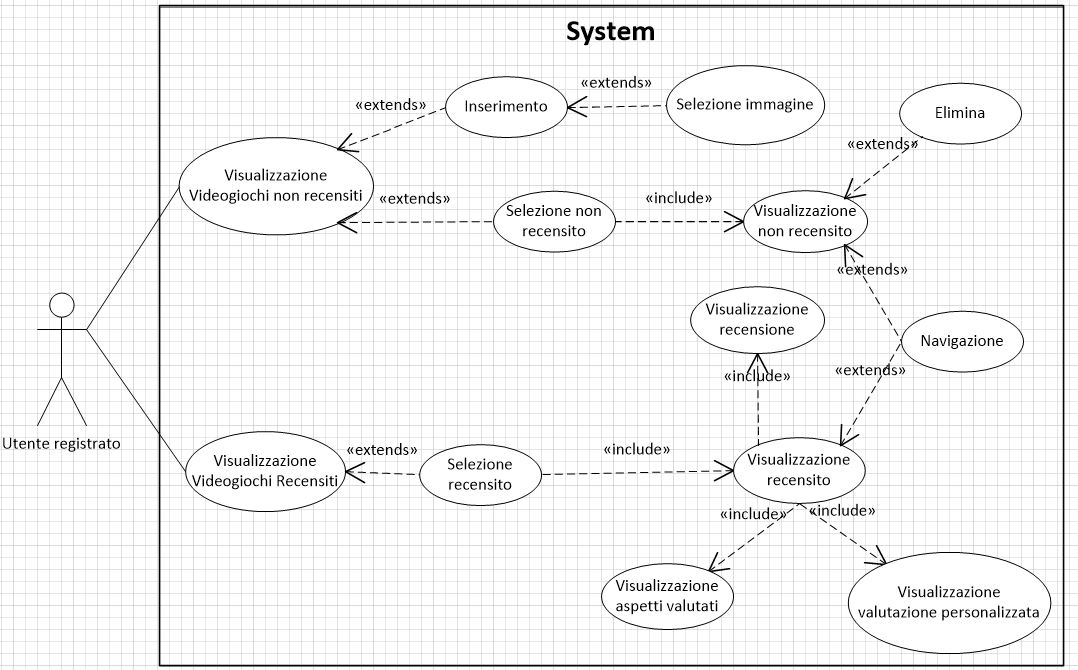 System
«extends»
Selezione immagine
«extends»
Inserimento
Elimina
«extends»
Visualizzazione
Videogiochi non recensiti
«extends»
Selezione non
recensito
«include»
Visualizzazione
non recensito
«extends»
Visualizzazione
recensione
Navigazione
«include»
«extends»
Utente registrato
Visualizzazione
Videogiochi Recensiti
«extends»
Selezione
recensito
«include»
Visualizzazione
recensito
«include»
«include»
Visualizzazione
aspetti valutati
Visualizzazione
valutazione personalizzata